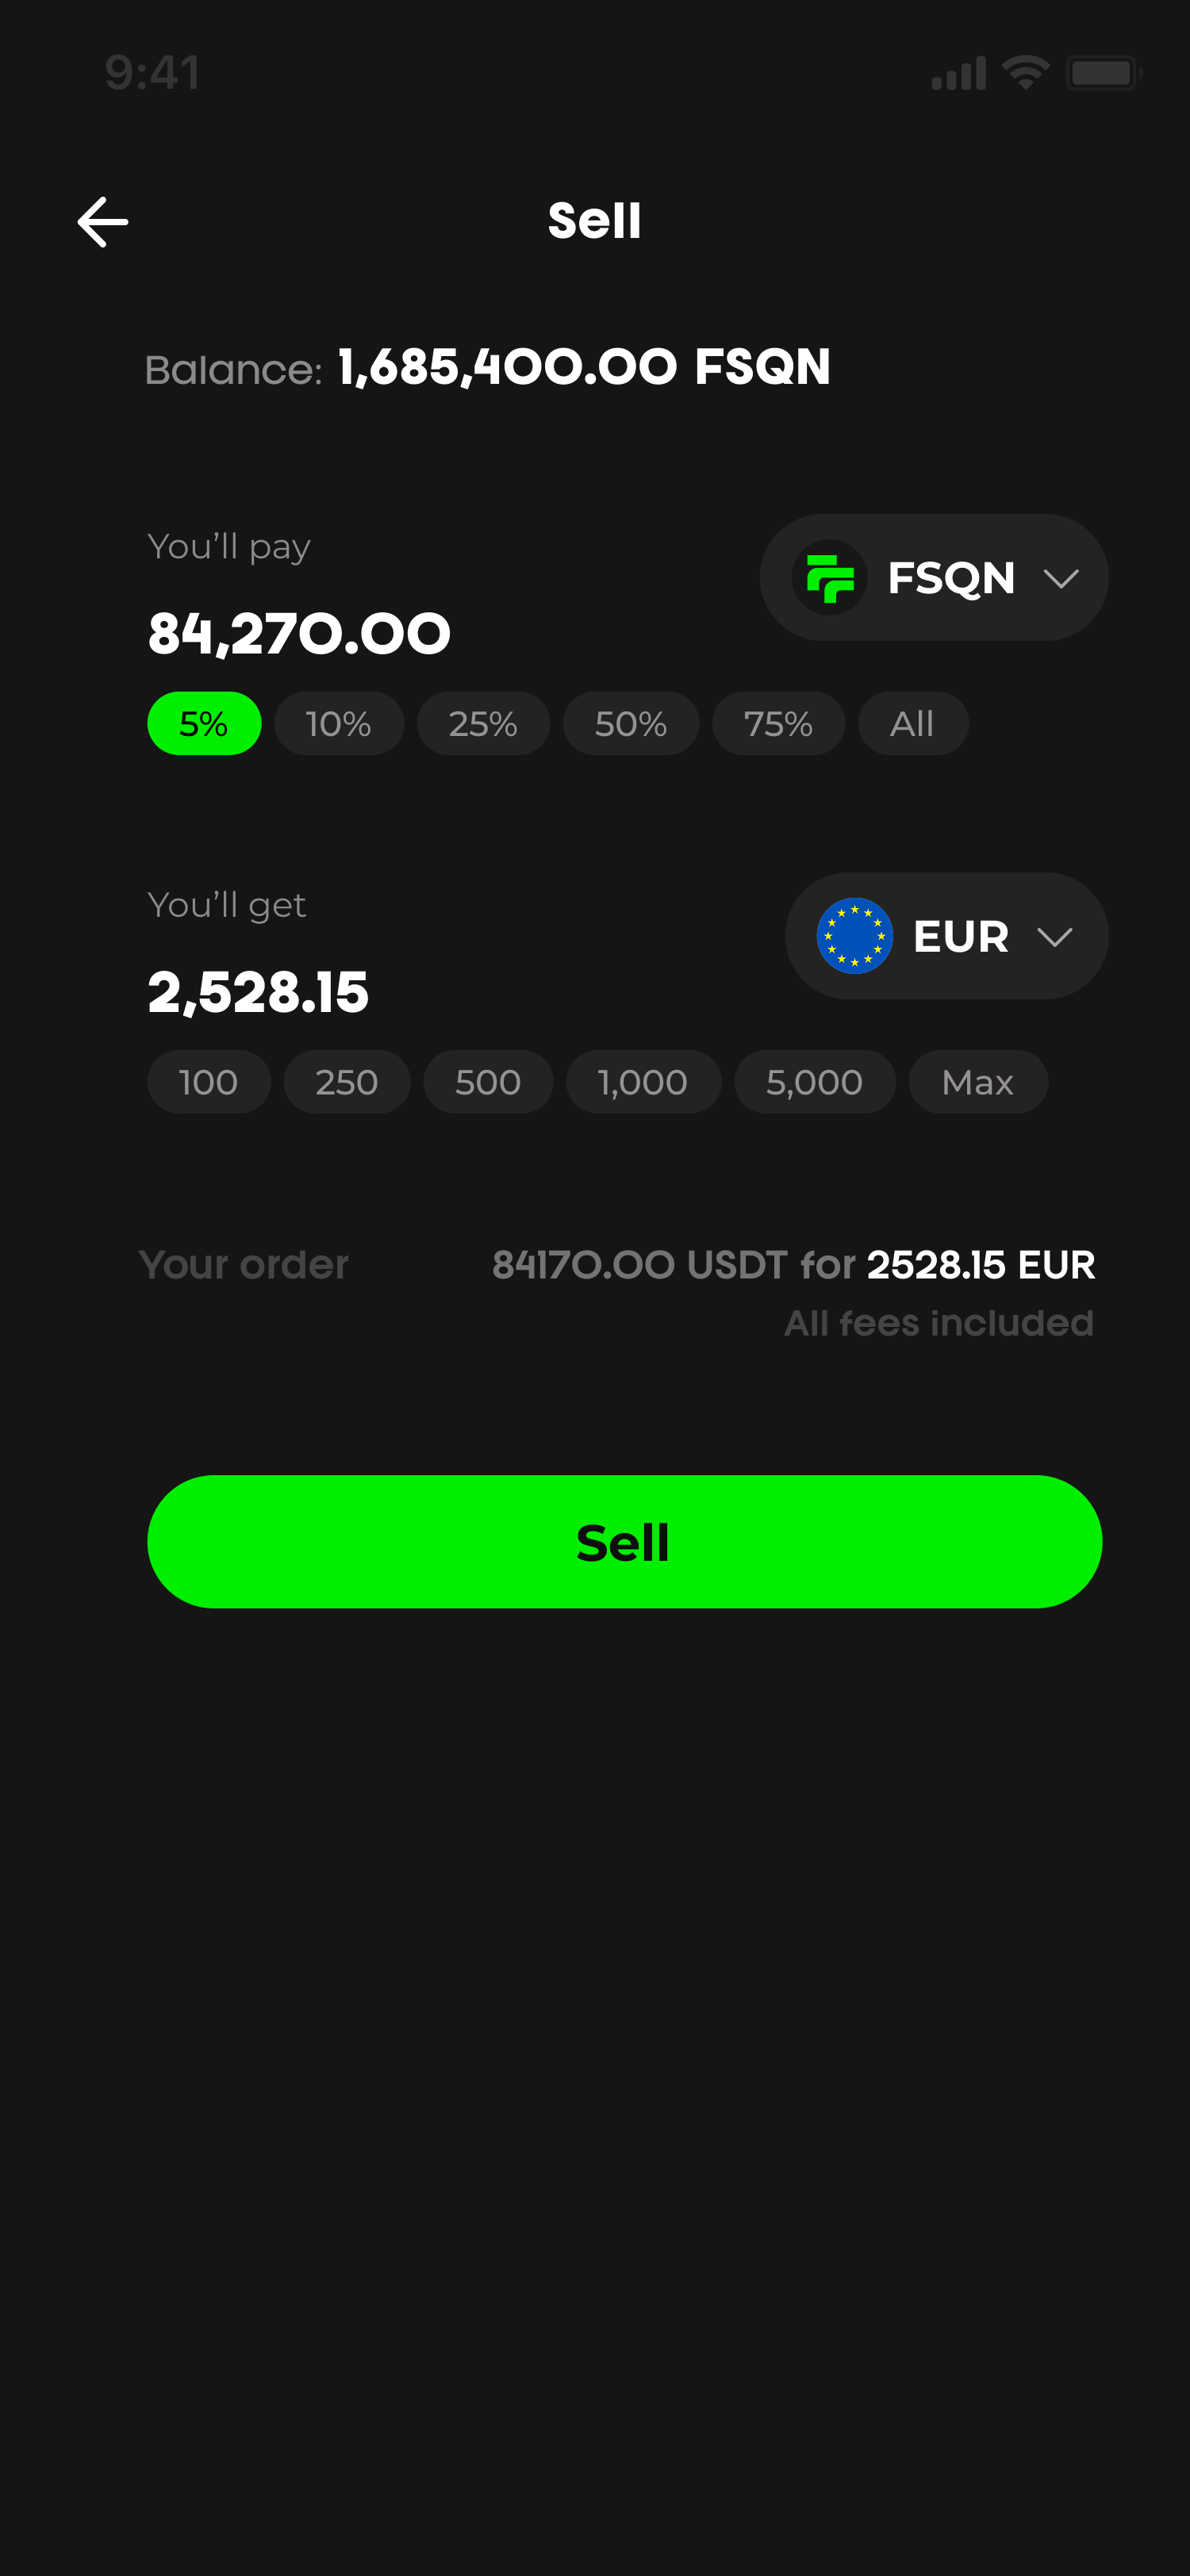 9:41
Sell
Balance: 1,685,400.00 FSQN
You'll pay
FSQN
84,270.00
5% 10% 25% 50% 75% All
You'll get
EUR
2,528.15
100 250 500 1,000 5,000 Max
Your order 84170.00 USDT for 2528.15 EUR
All fees included
Sell